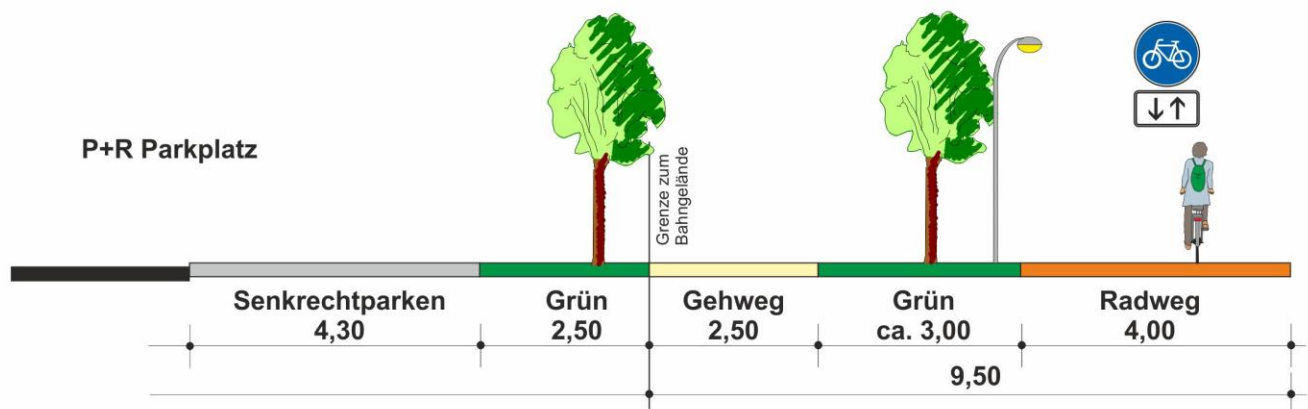 P+R Parkplatz
Grenze zum
Bahngelände
Senkrechtparken
4,30
Grün
2,50
Gehweg
2,50
Grün
ca. 3,00
Radweg
4,00
9,50